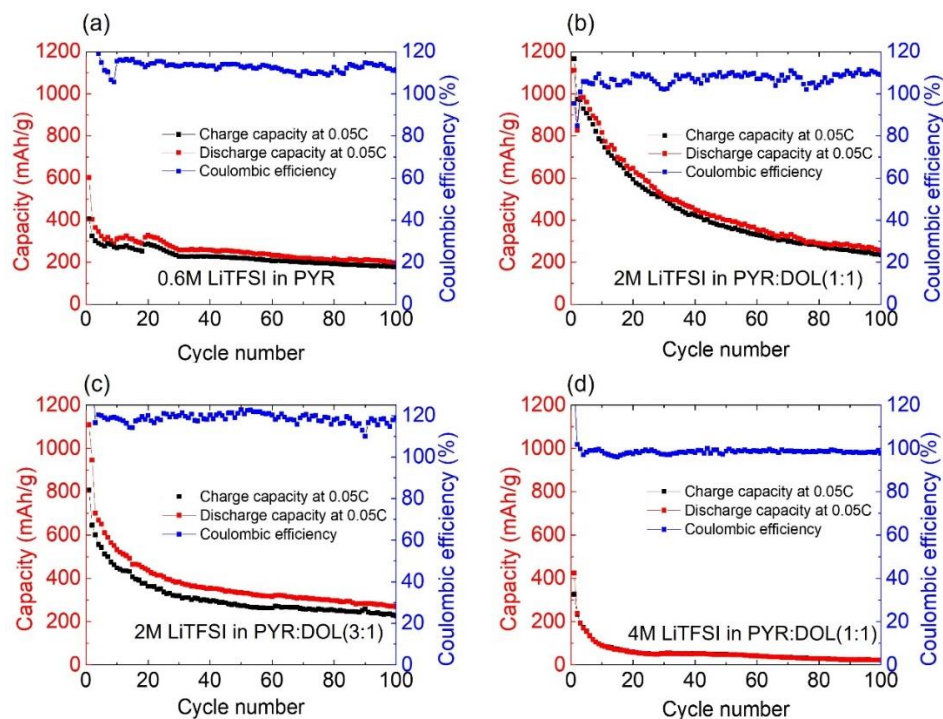 (a)
1200
1000
800
600
400
200
0
0 20 40 60 80 100
120
100
80
60
40
20
0
Capacity (mAh/g)
Coulombic efficiency (%)
Charge capacity at 0.05C
Discharge capacity at 0.05C
Coulombic efficiency
0.6M LiTFSI in PYR
Cycle number
(b)
1200
1000
800
600
400
200
0
0 20 40 60 80 100
120
100
80
60
40
20
0
Capacity (mAh/g)
Coulombic efficiency (%)
Charge capacity at 0.05C
Discharge capacity at 0.05C
Coulombic efficiency
2M LiTFSI in PYR:DOL(1:1)
Cycle number
(c)
1200
1000
800
600
400
200
0
0 20 40 60 80 100
120
100
80
60
40
20
0
Capacity (mAh/g)
Coulombic efficiency (%)
Charge capacity at 0.05C
Discharge capacity at 0.05C
Coulombic efficiency
2M LiTFSI in PYR:DOL(3:1)
Cycle number
(d)
1200
1000
800
600
400
200
0
0 20 40 60 80 100
120
100
80
60
40
20
0
Capacity (mAh/g)
Coulombic efficiency (%)
Charge capacity at 0.05C
Discharge capacity at 0.05C
Coulombic efficiency
4M LiTFSI in PYR:DOL(1:1)
Cycle number